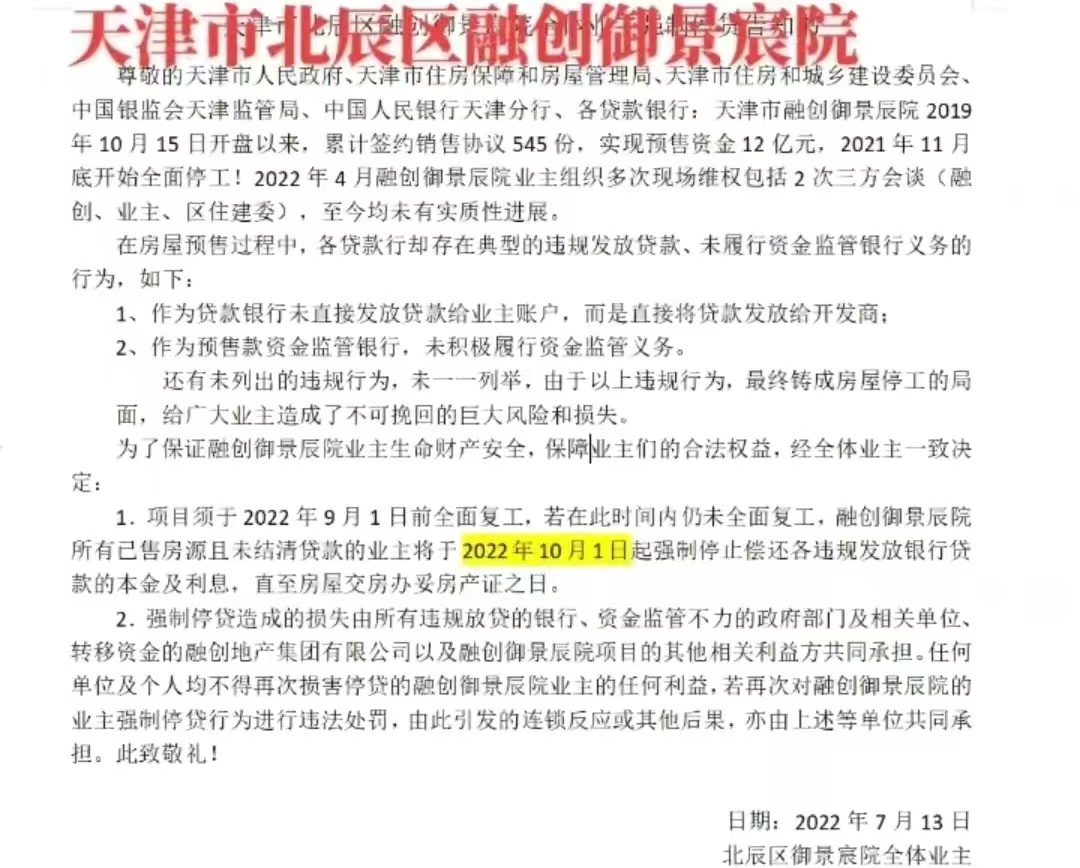 天津市北辰区融创御景宸院
尊敬的天津市人民政府、天津市住房保障和房屋管理局、天津市住房和城乡建设委员会、
中国银监会天津监管局、中国人民银行天津分行、各贷款银行：天津市融创御景宸院 2019
年 10 月 15 日开盘以来，累计签约销售协议 545 份，实现预售资金 12 亿元，2021 年 11 月
底开始全面停工！2022 年 4 月融创御景辰院业主组织多次现场维权包括 2 次三方会谈（融
创、业主、区住建委），至今均未有实质性进展。
在房屋预售过程中，各贷款行却存在典型的违规发放贷款、未履行资金监管银行义务的
行为，如下：
1、作为贷款银行未直接发放贷款给业主账户，而是直接将贷款发放给开发商；
2、作为预售款资金监管银行，未积极履行资金监管义务。
还有未列出的违规行为，未一一列举，由于以上违规行为，最终铸成房屋停工的局
面，给广大业主造成了不可挽回的巨大风险和损失。
为了保证融创御景辰院业主生命财产安全，保障业主们的合法权益，经全体业主一致决
定：
1．项目须于 2022 年 9 月 1 日前全面复工，若在此时间内仍未全面复工，融创御景辰院
所有已售房源且未结清贷款的业主将于 2022 年 10 月 1 日起强制停止偿还各违规发放银行贷
款的本金及利息，直至房屋交房办妥房产证之日。
2．强制停贷造成的损失由所有违规放贷的银行、资金监管不力的政府部门及相关单位、
转移资金的融创地产集团有限公司以及融创御景辰院项目的其他相关利益方共同承担。任何
单位及个人均不得再次损害停贷的融创御景辰院业主的任何利益，若再次对融创御景辰院的
业主强制停贷行为进行违法处罚，由此引发的连锁反应或其他后果，亦由上述等单位共同承
担。此致敬礼！
日期：2022 年 7 月 13 日
北辰区御景宸院全体业主